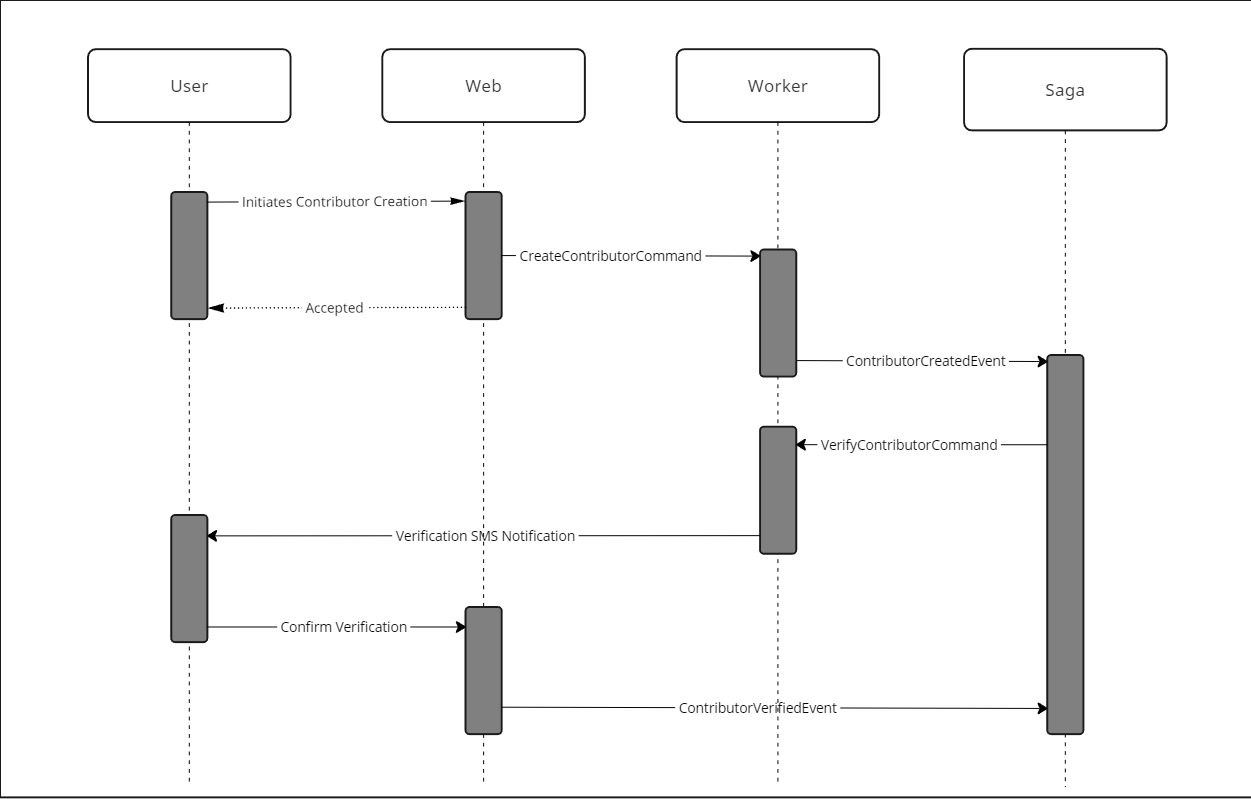 User
Web
Worker
Saga
Initiates Contributor Creation
CreateContributorCommand
Accepted
ContributorCreatedEvent
VerifyContributorCommand
Verification SMS Notification
Confirm Verification
ContributorVerifiedEvent